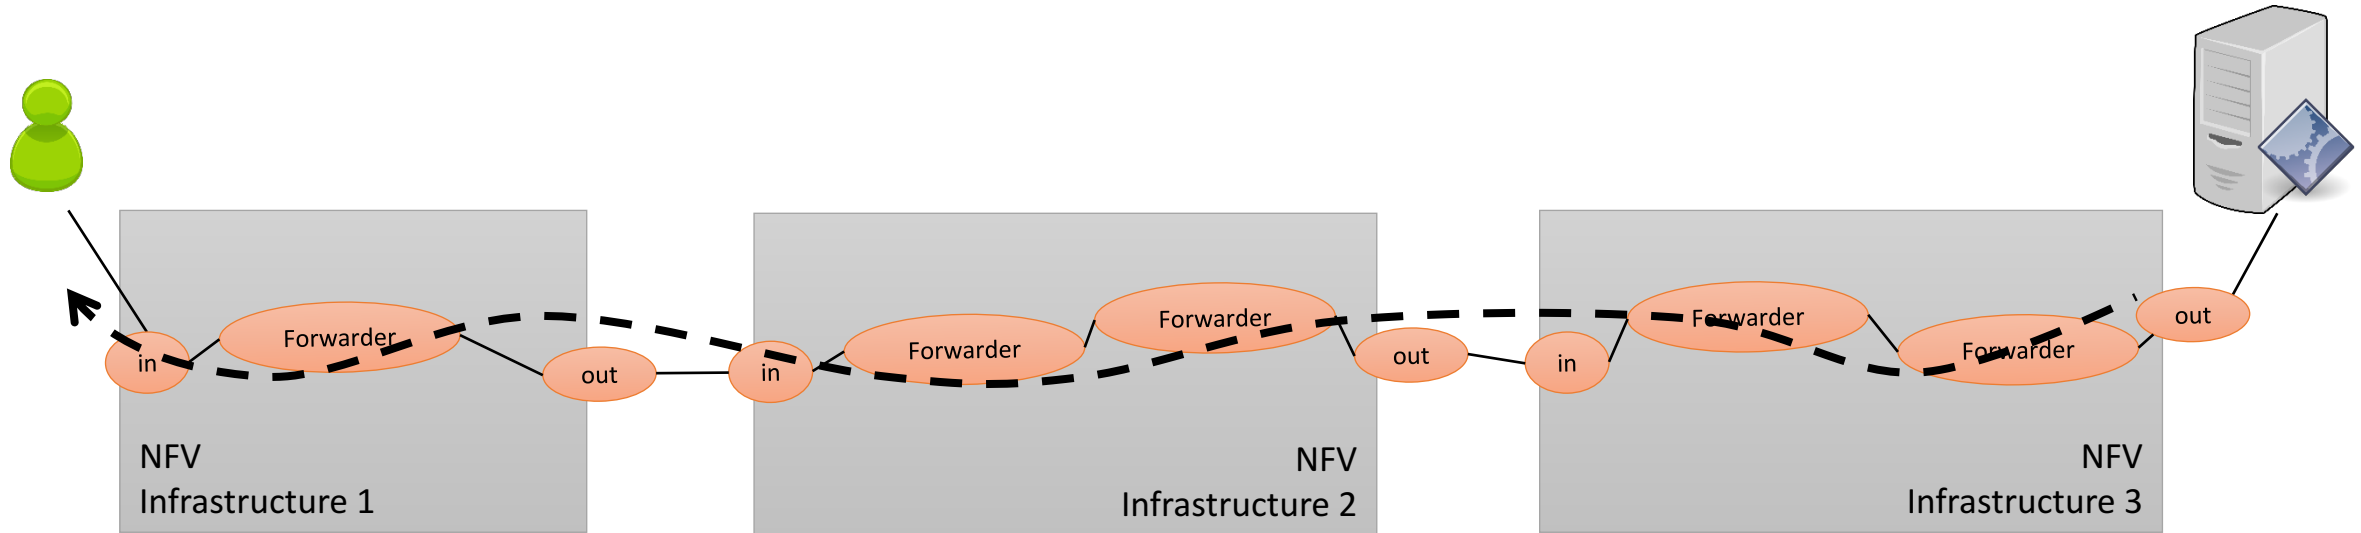 in
Forwarder
out
NFV
Infrastructure 1
in
Forwarder
Forwarder
out
NFV
Infrastructure 2
in
Forwarder
Forwarder
out
NFV
Infrastructure 3